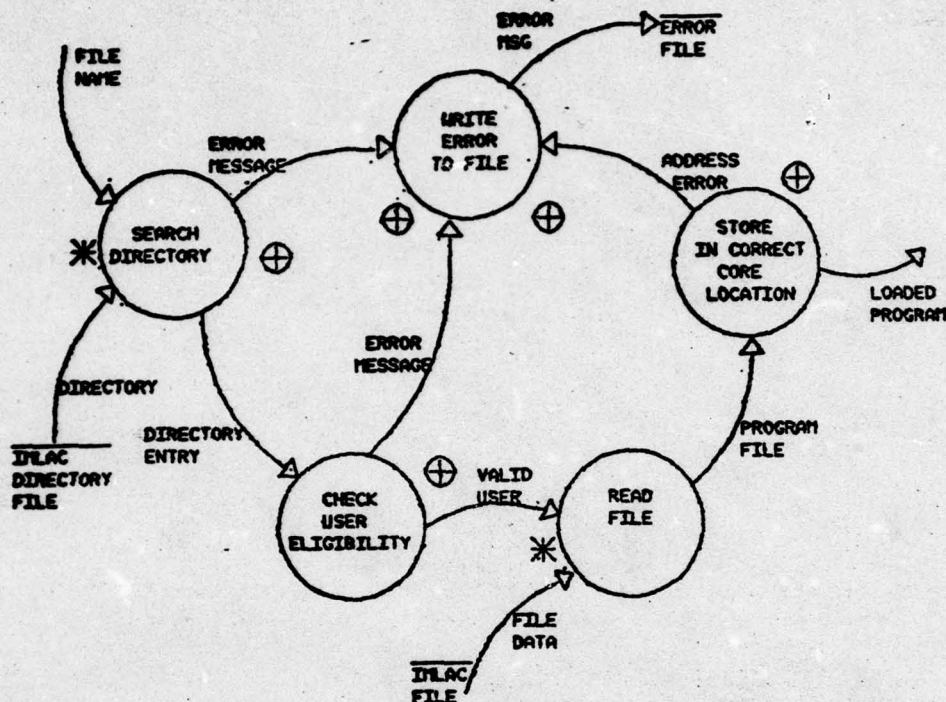 FILE
NAME
ERROR
MSG
ERROR
FILE
WRITE
ERROR
TO FILE
ERROR
MESSAGE
ADDRESS
ERROR
SEARCH
DIRECTORY
STORE
IN CORRECT
CORE
LOCATION
LOADED
PROGRAM
ERROR
MESSAGE
DIRECTORY
DIRECTORY
ENTRY
IMLAC
DIRECTORY
FILE
PROGRAM
FILE
CHECK
USER
ELIGIBILITY
VALID
USER
READ
FILE
FILE
DATA
IMLAC
FILE